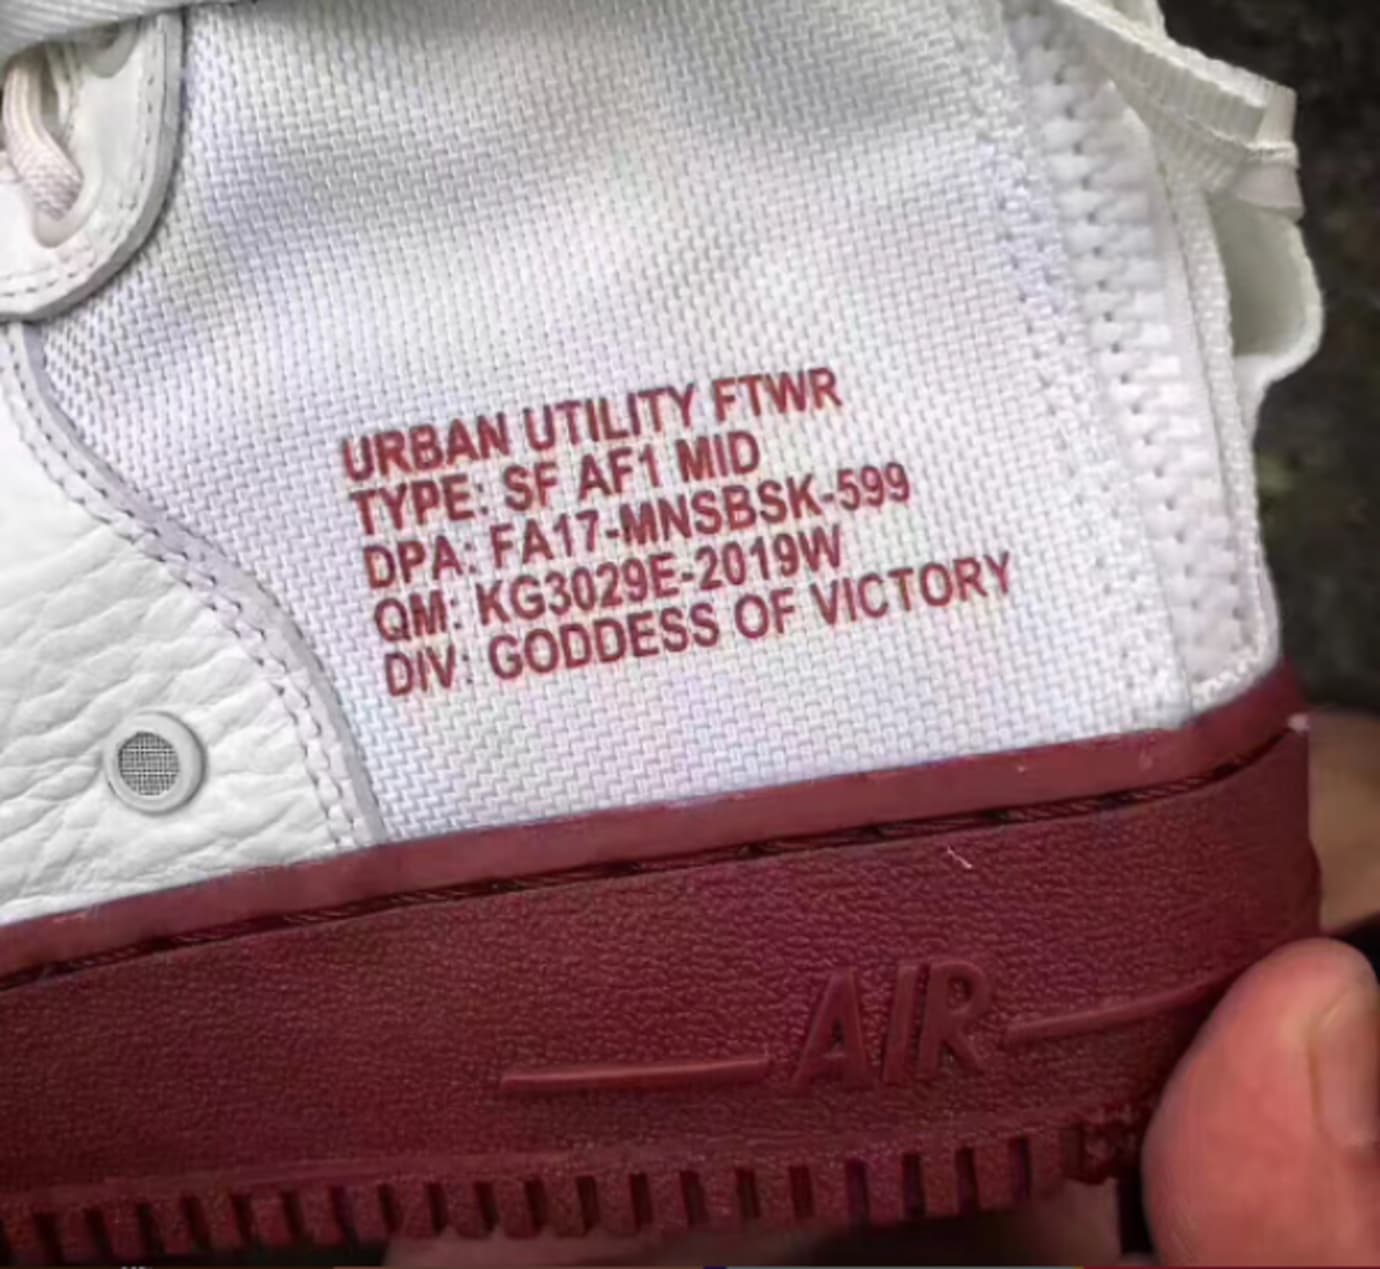 URBAN UTILITY FTWR
TYPE: SF AF1 MID
DPA: FA17-MNSBSK-599
QM: KG3029E-2019W
DIV: GODDESS OF VICTORY
AIR